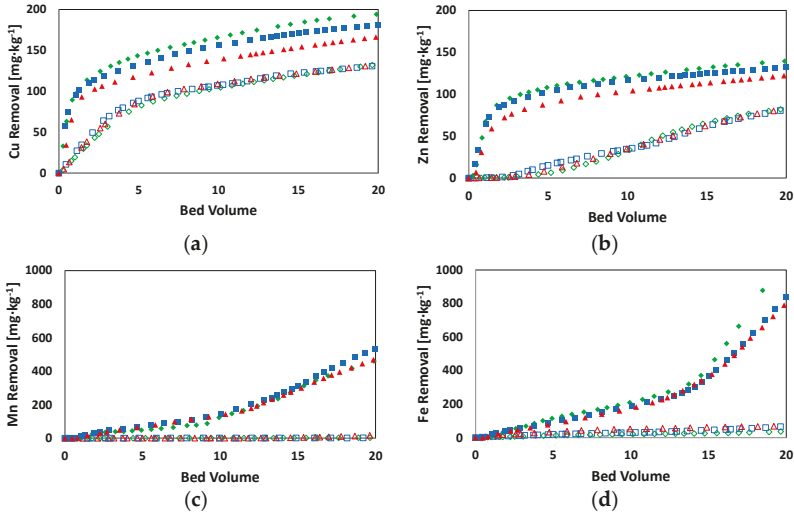 Cu Removal [mg·kg⁻¹]
200
150
100
50
0
0 5 10 15 20
Bed Volume
(a)
Zn Removal [mg·kg⁻¹]
200
150
100
50
0
0 5 10 15 20
Bed Volume
(b)
Mn Removal [mg·kg⁻¹]
1000
800
600
400
200
0
0 5 10 15 20
Bed Volume
(c)
Fe Removal [mg·kg⁻¹]
1000
800
600
400
200
0
0 5 10 15 20
Bed Volume
(d)